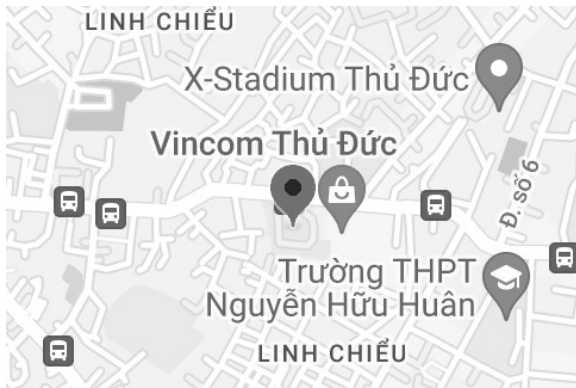 LINH CHIỂU
X-Stadium Thủ Đức
Vincom Thủ Đức
Đ. số 6
Trường THPT
Nguyễn Hữu Huân
LINH CHIỂU